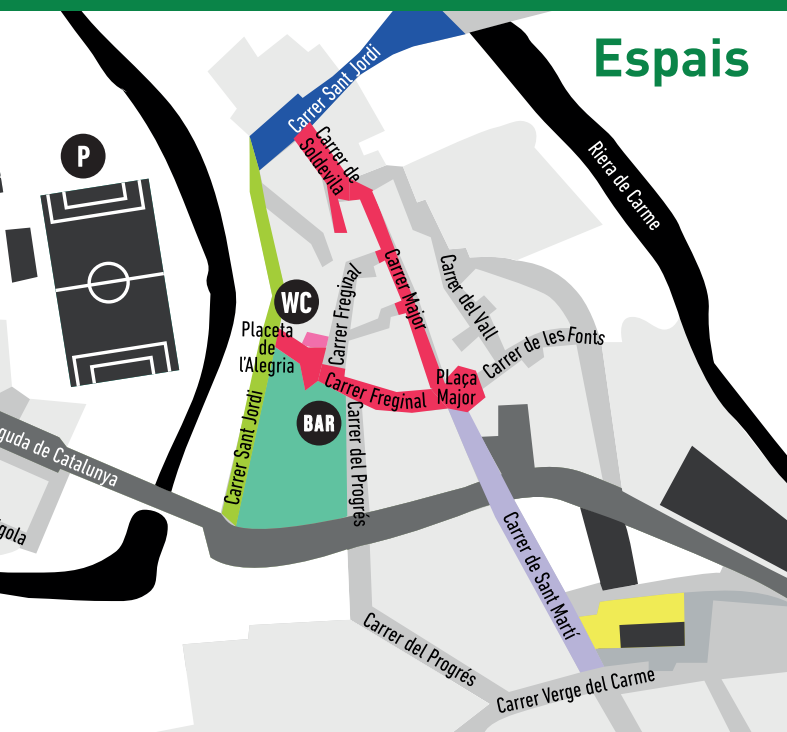 Espais
Carrer Sant Jordi
P
Carrer de
Soldevila
Riera de Carme
WC
Carrer Freginal
Carrer Major
Carrer del Vall
Placeta
de
l'Alegria
Carrer de les Fonts
PLaça
Major
Carrer Freginal
BAR
Carrer Sant Jordi
Carrer del Progrés
guda de Catalunya
Carrer de Sant Martí
ígola
Carrer del Progrés
Carrer Verge del Carme